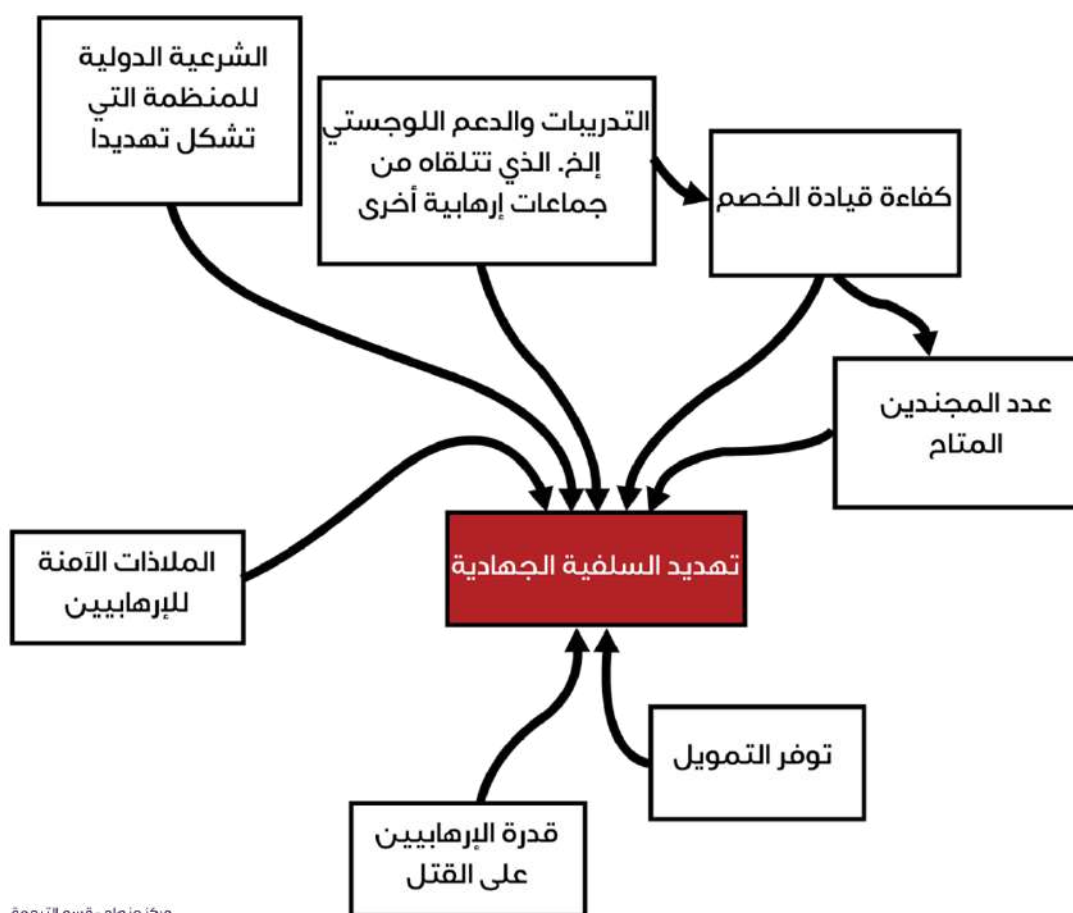 الشرعية الدولية
للمنظمة التي
تشكل تهديدا
التدريبات والدعم اللوجستي
إلخ. الذي تتلقاه من
جماعات إرهابية أخرى
كفاءة قيادة الخصم
عدد المجندين
المتاح
تهديد السلفية الجهادية
الملاذات الآمنة
للإرهابيين
توفر التمويل
قدرة الإرهابيين
على القتل